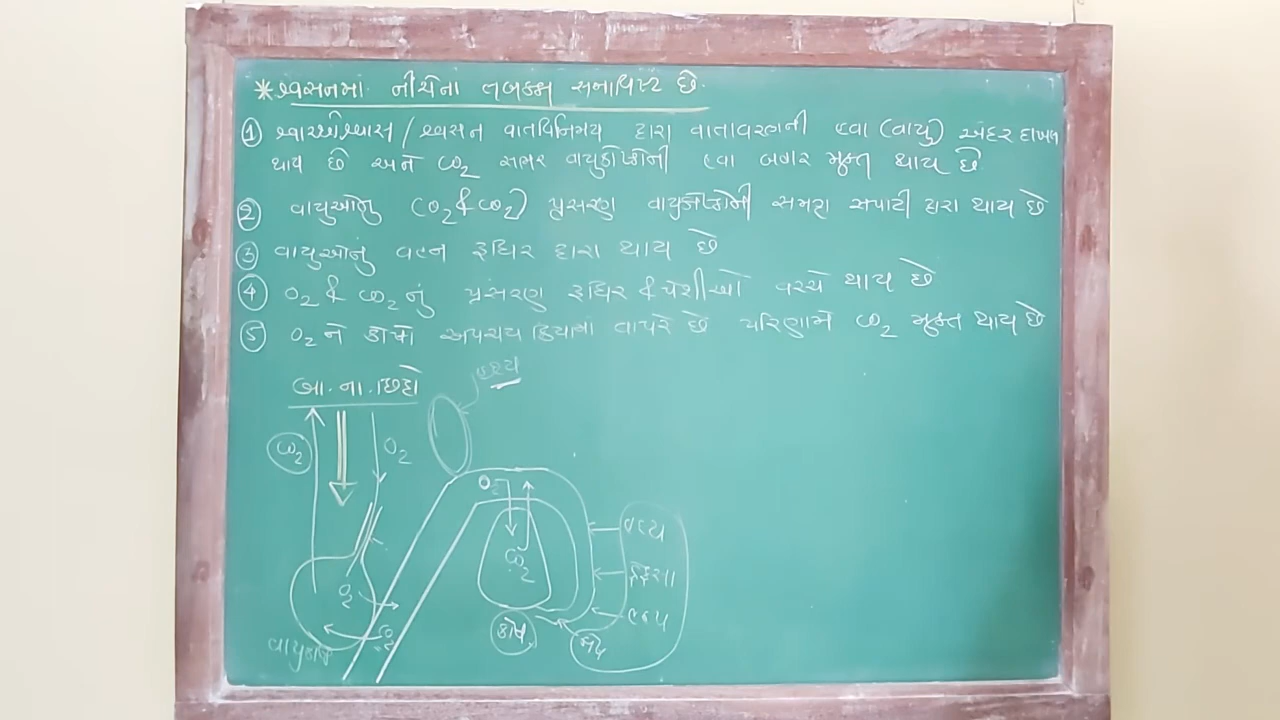 * શ્વસનમાં નીચેના તબક્કા સમાવિષ્ટ છે.
① શ્વાસોચ્છવાસ / શ્વસન વાતવિનિમય દ્વારા વાતાવરણની હવા (વાયુ) અંદર દાખલ
થાય છે અને CO₂ સભર વાયુકોષ્ઠોની હવા બહાર મુક્ત થાય છે
② વાયુઓનું (O₂ & CO₂) પ્રસરણ વાયુકોષ્ઠોની સમગ્ર સપાટી દ્વારા થાય છે
③ વાયુઓનું વહન રૂધિર દ્વારા થાય છે
④ O₂ & CO₂ નું પ્રસરણ રૂધિર & પેશીઓ વચ્ચે થાય છે
⑤ O₂ ને કોષો અપચય ક્રિયામાં વાપરે છે પરિણામે CO₂ મુક્ત થાય છે
બા. ના. છિદ્રો
હૃદય
CO₂
O₂
O₂
CO₂
O₂
કોષ
વાયુકોષ્ઠ